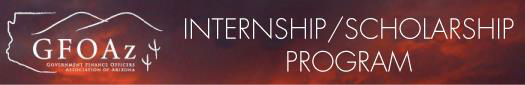 GFOAz
Government Finance Officers
Association of Arizona
INTERNSHIP/SCHOLARSHIP
PROGRAM